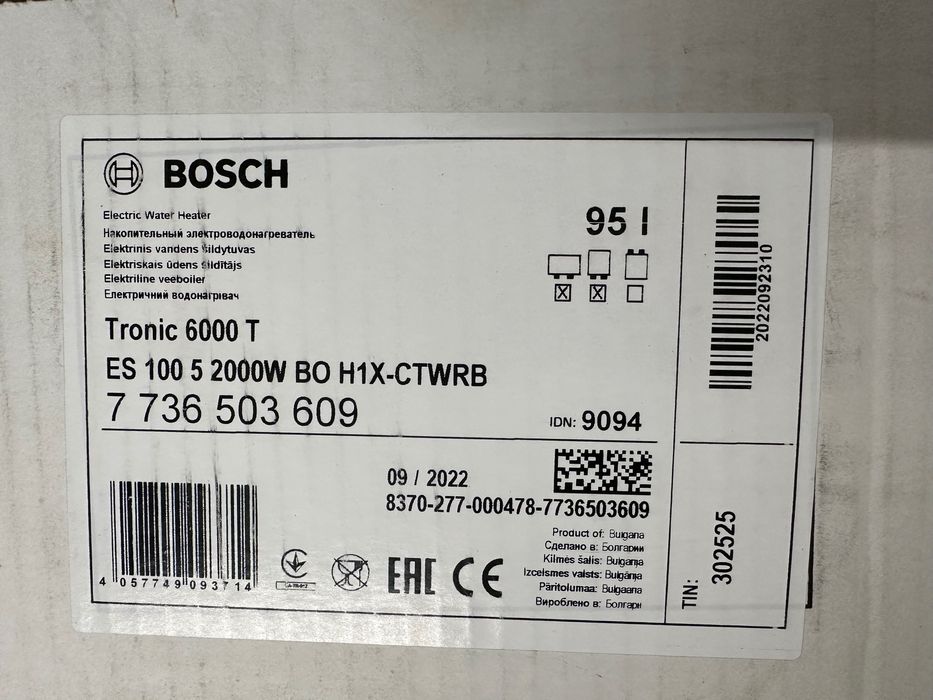 BOSCH
Electric Water Heater
Накопительный электроводонагреватель
Elektrinis vandens šildytuvas
Elektriskais ūdens sildītājs
Elektriline veeboiler
Електричний водонагрівач
95 l
Tronic 6000 T
ES 100 5 2000W BO H1X-CTWRB
7 736 503 609
IDN: 9094
09 / 2022
8370-277-000478-7736503609
Product of: Bulgaria
Сделано в: Болгарии
Kilmės šalis: Bulgarija
Izcelsmes valsts: Bulgārija
Päritolumaa: Bulgaaria
Вироблено в: Болгарії
4 057749 093714
EAC CE
2022092310
TIN: 302525